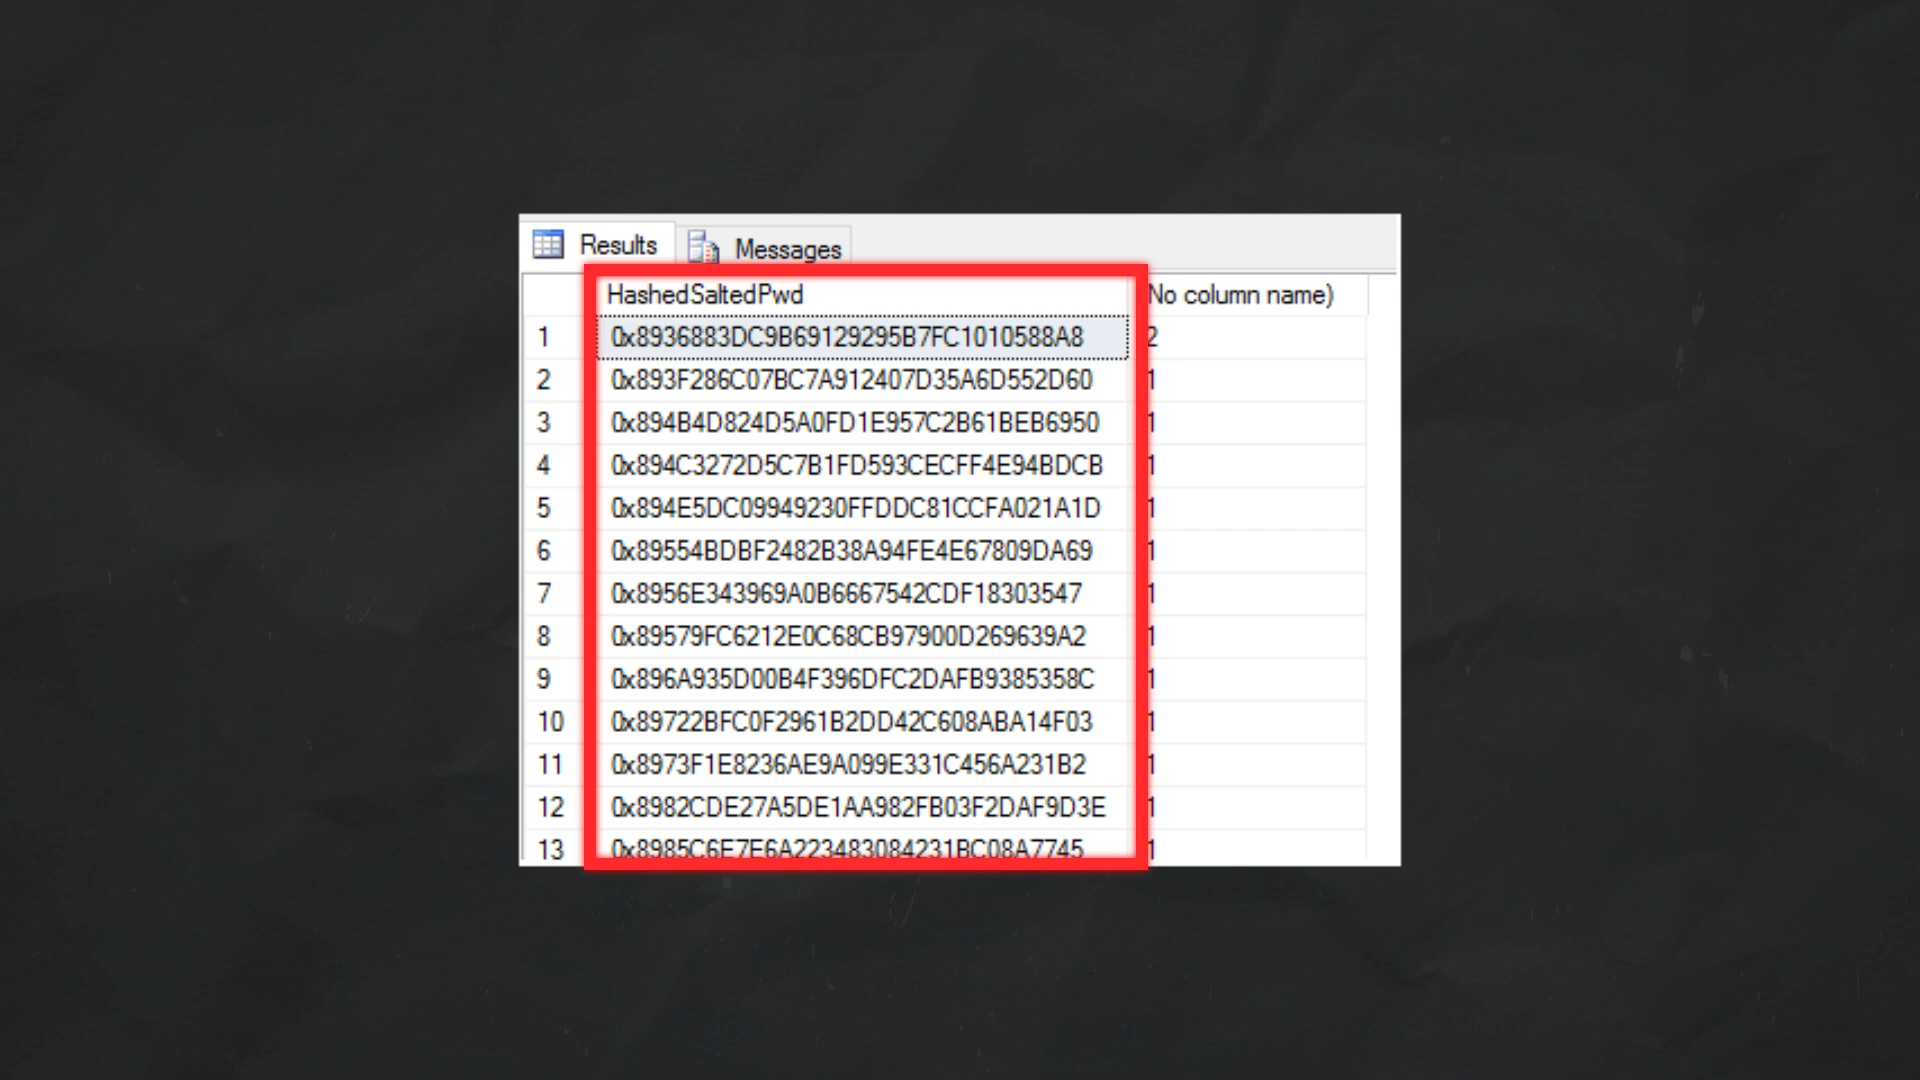 Results Messages
HashedSaltedPwd No column name)
1 0x8936883DC9B69129295B7FC1010588A8 2
2 0x893F286C07BC7A912407D35A6D552D60 1
3 0x894B4D824D5A0FD1E957C2B61BEB6950 1
4 0x894C3272D5C7B1FD593CECFF4E94BDCB 1
5 0x894E5DC09949230FFDDC81CCFA021A1D 1
6 0x89554BDBF2482B38A94FE4E67809DA69 1
7 0x8956E343969A0B6667542CDF18303547 1
8 0x89579FC6212E0C68CB97900D269639A2 1
9 0x896A935D00B4F396DFC2DAFB9385358C 1
10 0x89722BFC0F2961B2DD42C608ABA14F03 1
11 0x8973F1E8236AE9A099E331C456A231B2 1
12 0x8982CDE27A5DE1AA982FB03F2DAF9D3E 1
13 0x8985C6E7E6A223483084231BC08A7745 1